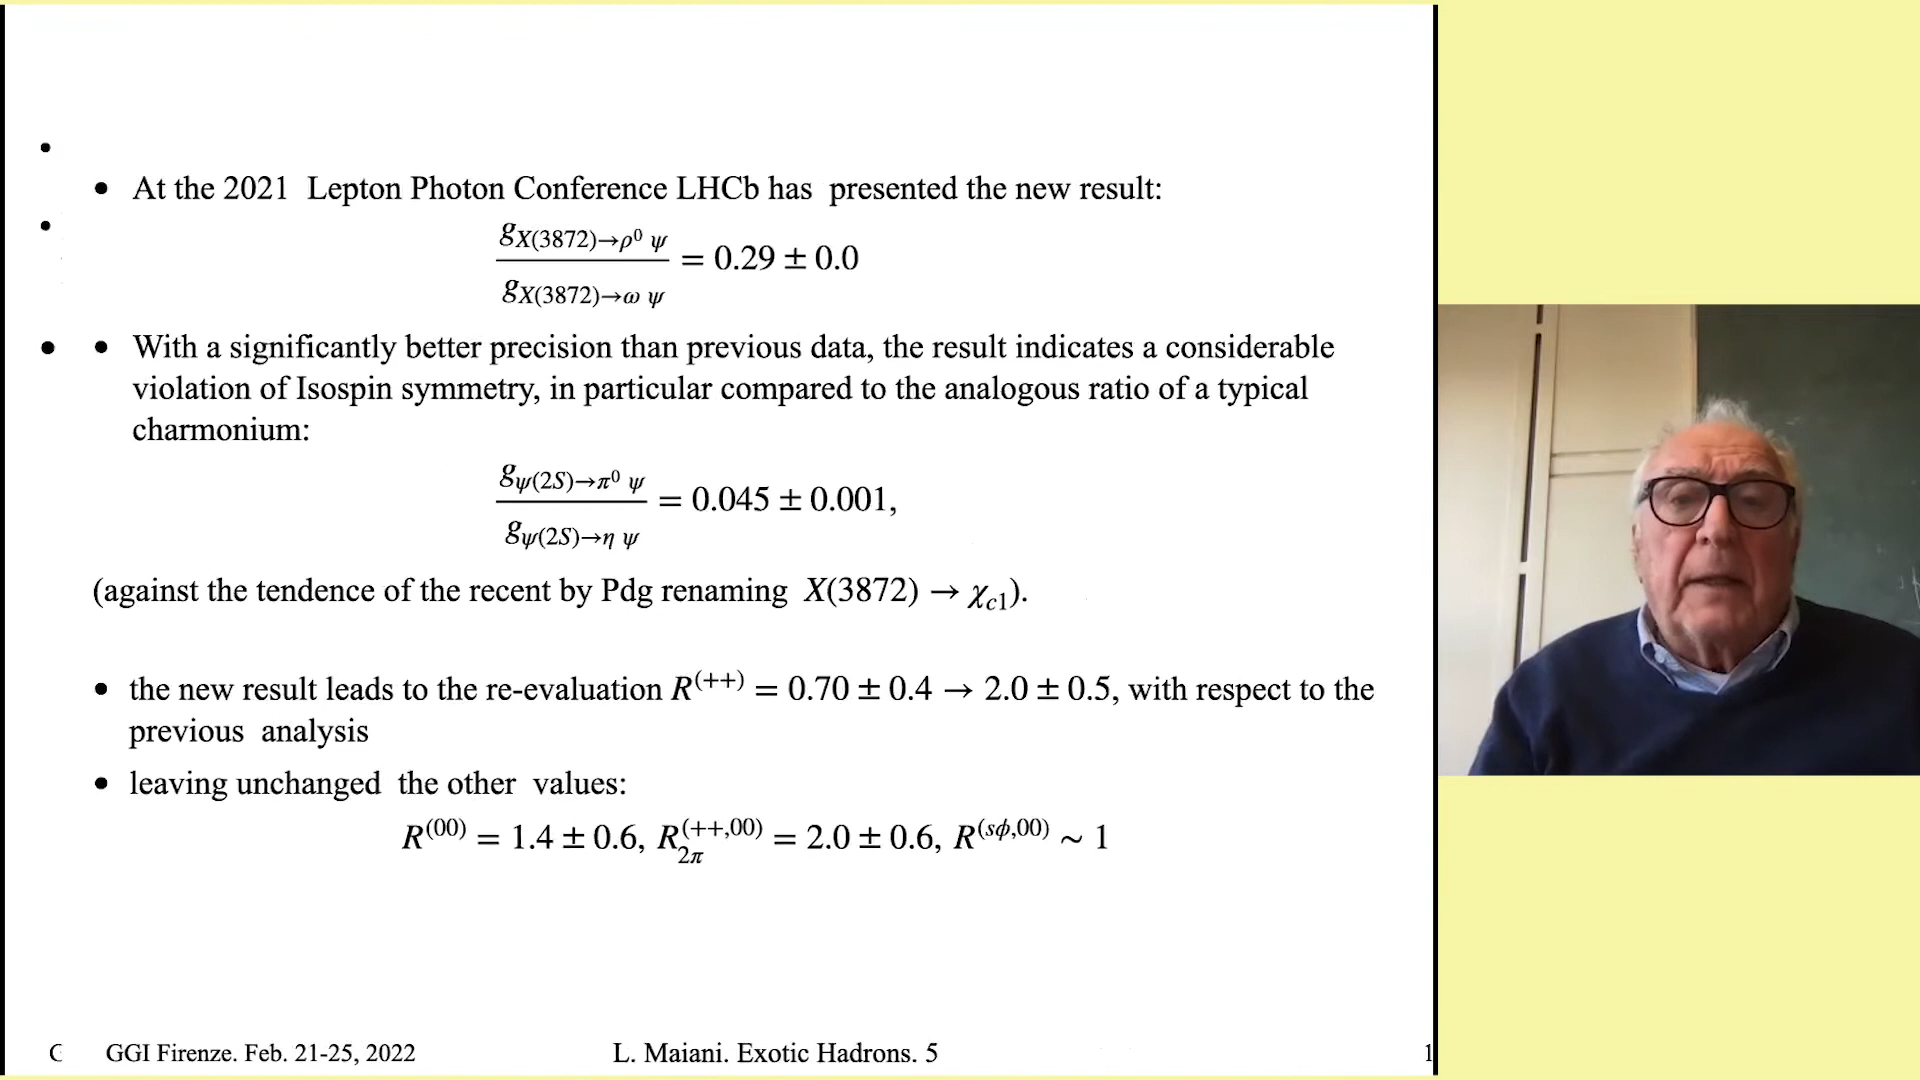 • At the 2021 Lepton Photon Conference LHCb has presented the new result:
g_{X(3872)→ρ⁰ ψ} / g_{X(3872)→ω ψ} = 0.29 ± 0.0
• With a significantly better precision than previous data, the result indicates a considerable
violation of Isospin symmetry, in particular compared to the analogous ratio of a typical
charmonium:
g_{ψ(2S)→π⁰ ψ} / g_{ψ(2S)→η ψ} = 0.045 ± 0.001,
(against the tendence of the recent by Pdg renaming X(3872) → χ_{c1}).
• the new result leads to the re-evaluation R^{(++)} = 0.70 ± 0.4 → 2.0 ± 0.5, with respect to the
previous analysis
• leaving unchanged the other values:
R^{(00)} = 1.4 ± 0.6, R_{2π}^{(++,00)} = 2.0 ± 0.6, R^{(sϕ,00)} ∼ 1
GGI Firenze. Feb. 21-25, 2022
L. Maiani. Exotic Hadrons. 5
1